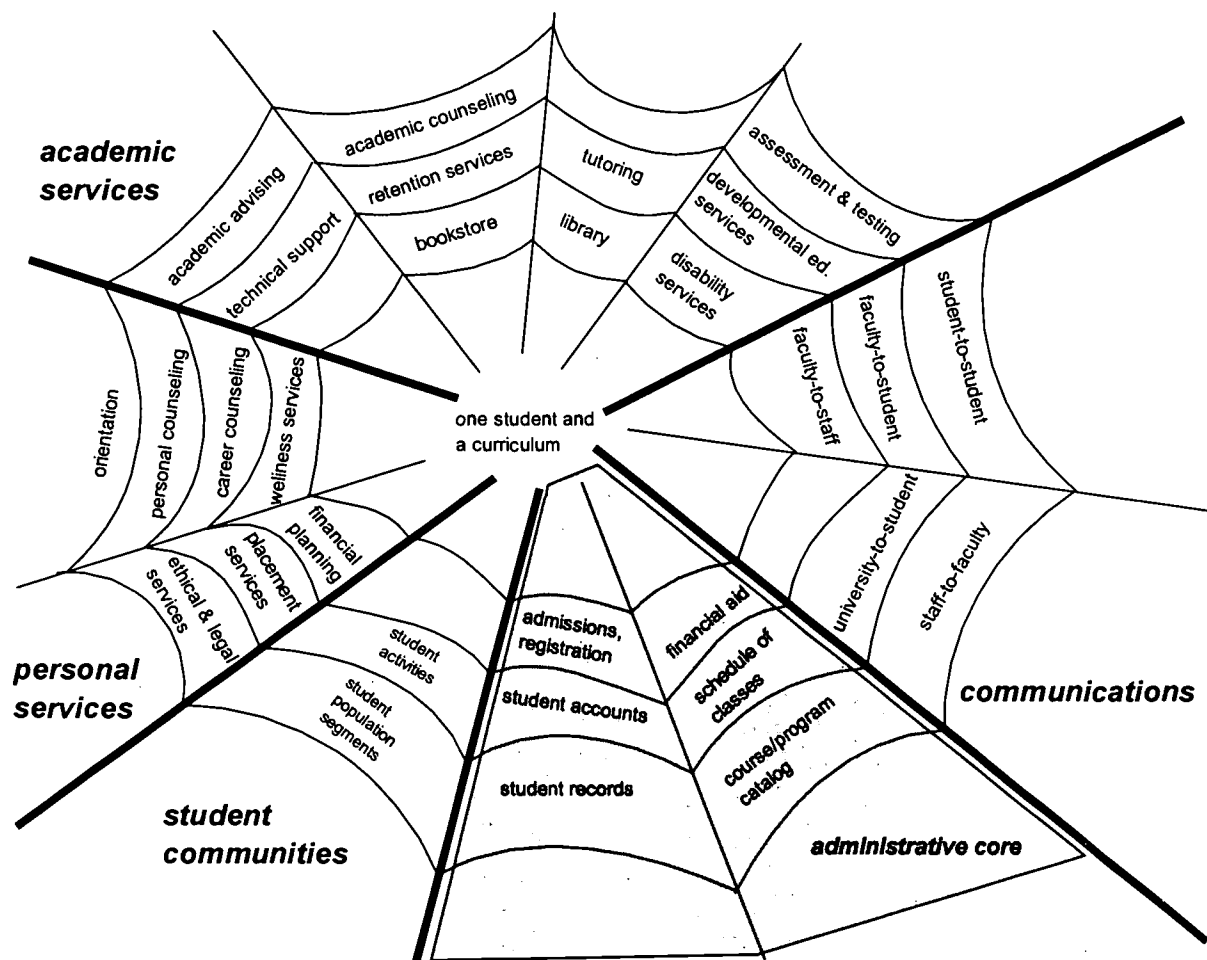 academic
services
academic advising
technical support
academic counseling
retention services
bookstore
tutoring
library
assessment & testing
developmental ed.
services
disability
services
student-to-student
faculty-to-student
faculty-to-staff
one student and
a curriculum
orientation
personal counseling
career counseling
wellness services
financial
planning
placement
services
ethical & legal
services
personal
services
university-to-student
staff-to-faculty
communications
student
activities
student
population
segments
student
communities
admissions,
registration
student accounts
student records
financial aid
schedule of
classes
course/program
catalog
administrative core